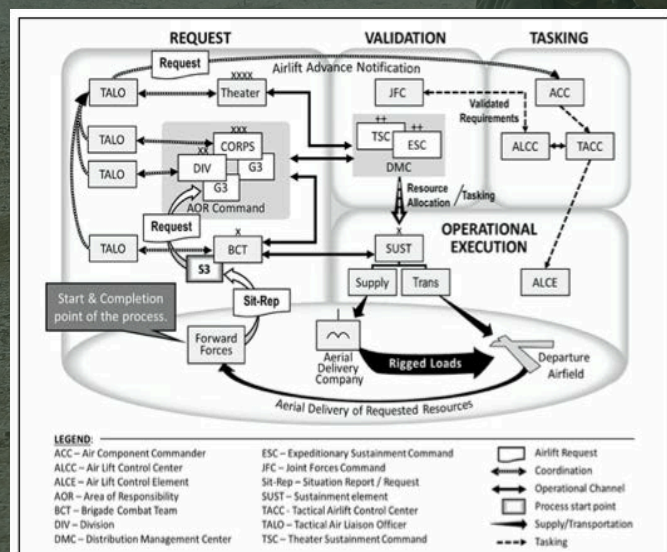 REQUEST
VALIDATION
TASKING
Request
Airlift Advance Notification
TALO
xxxx
Theater
JFC
ACC
Validated
Requirements
TALO
TALO
xxx
CORPS
xx
DIV
G3
G3
AOR Command
++
TSC
++
ESC
DMC
ALCC
TACC
Resource
Allocation / Tasking
Request
TALO
x
BCT
S3
x
SUST
OPERATIONAL
EXECUTION
Supply
Trans
ALCE
Start & Completion
point of the process.
Sit-Rep
Forward
Forces
Aerial
Delivery
Company
Rigged Loads
Departure
Airfield
Aerial Delivery of Requested Resources
LEGEND:
ACC – Air Component Commander
ALCC – Air Lift Control Center
ALCE – Air Lift Control Element
AOR – Area of Responsibility
BCT – Brigade Combat Team
DIV – Division
DMC – Distribution Management Center
ESC – Expeditionary Sustainment Command
JFC – Joint Forces Command
Sit-Rep – Situation Report / Request
SUST – Sustainment element
TACC - Tactical Airlift Control Center
TALO – Tactical Air Liaison Officer
TSC – Theater Sustainment Command
Airlift Request
Coordination
Operational Channel
Process start point
Supply/Transportation
Tasking